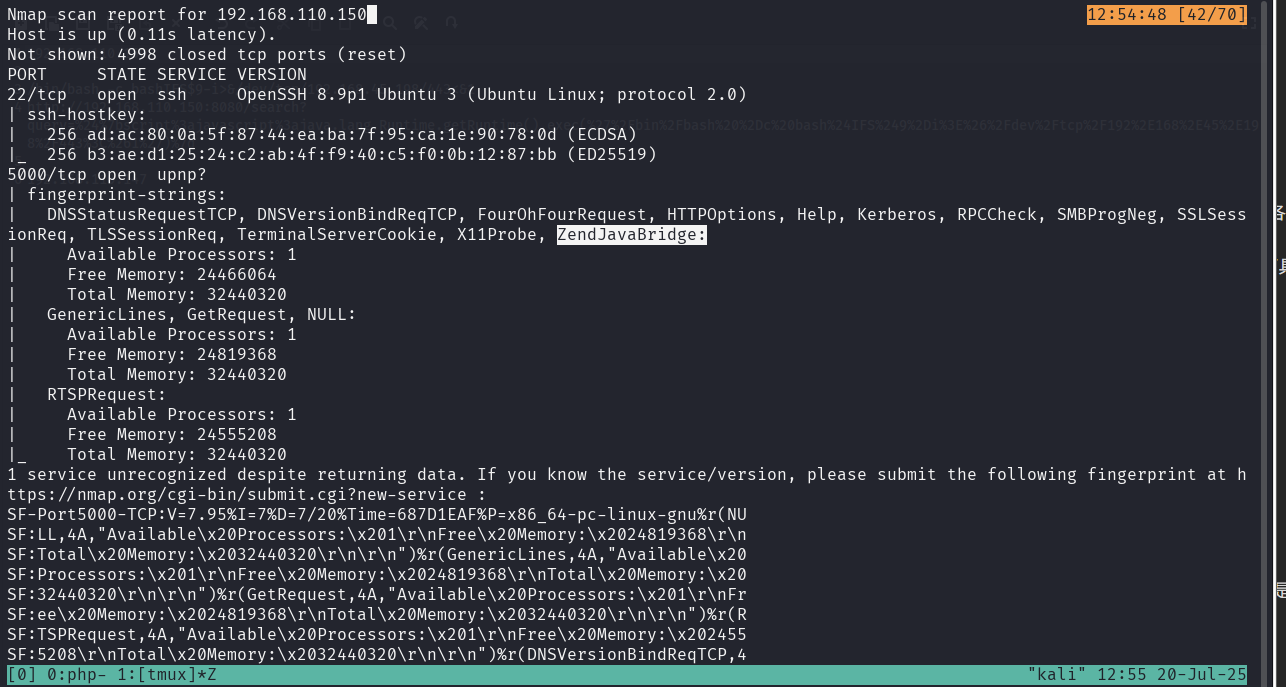 Nmap scan report for 192.168.110.150 12:54:48 [42/70]
Host is up (0.11s latency).
Not shown: 4998 closed tcp ports (reset)
PORT     STATE SERVICE VERSION
22/tcp   open  ssh     OpenSSH 8.9p1 Ubuntu 3 (Ubuntu Linux; protocol 2.0)
| ssh-hostkey:
|   256 ad:ac:80:0a:5f:87:44:ea:ba:7f:95:ca:1e:90:78:0d (ECDSA)
|_  256 b3:ae:d1:25:24:c2:ab:4f:f9:40:c5:f0:0b:12:87:bb (ED25519)
5000/tcp open  upnp?
| fingerprint-strings:
|   DNSStatusRequestTCP, DNSVersionBindReqTCP, FourOhFourRequest, HTTPOptions, Help, Kerberos, RPCCheck, SMBProgNeg, SSLSess
ionReq, TLSSessionReq, TerminalServerCookie, X11Probe, ZendJavaBridge:
|     Available Processors: 1
|     Free Memory: 24466064
|     Total Memory: 32440320
|   GenericLines, GetRequest, NULL:
|     Available Processors: 1
|     Free Memory: 24819368
|     Total Memory: 32440320
|   RTSPRequest:
|     Available Processors: 1
|     Free Memory: 24555208
|_    Total Memory: 32440320
1 service unrecognized despite returning data. If you know the service/version, please submit the following fingerprint at h
ttps://nmap.org/cgi-bin/submit.cgi?new-service :
SF-Port5000-TCP:V=7.95%I=7%D=7/20%Time=687D1EAF%P=x86_64-pc-linux-gnu%r(NU
SF:LL,4A,"Available\x20Processors:\x201\r\nFree\x20Memory:\x2024819368\r\n
SF:Total\x20Memory:\x2032440320\r\n\r\n")%r(GenericLines,4A,"Available\x20
SF:Processors:\x201\r\nFree\x20Memory:\x2024819368\r\nTotal\x20Memory:\x20
SF:32440320\r\n\r\n")%r(GetRequest,4A,"Available\x20Processors:\x201\r\nFr
SF:ee\x20Memory:\x2024819368\r\nTotal\x20Memory:\x2032440320\r\n\r\n")%r(R
SF:TSPRequest,4A,"Available\x20Processors:\x201\r\nFree\x20Memory:\x202455
SF:5208\r\nTotal\x20Memory:\x2032440320\r\n\r\n")%r(DNSVersionBindReqTCP,4
[0] 0:php- 1:[tmux]*Z "kali" 12:55 20-Jul-25